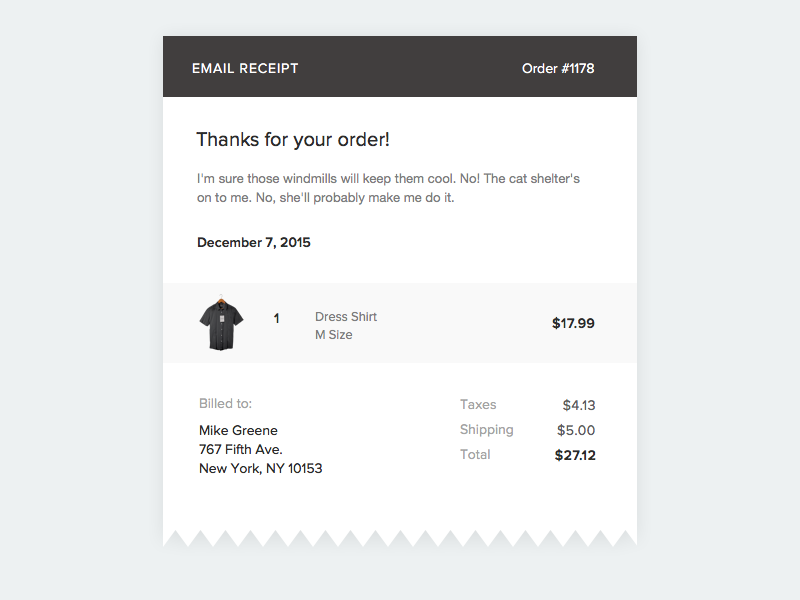 EMAIL RECEIPT Order #1178
Thanks for your order!
I'm sure those windmills will keep them cool. No! The cat shelter's
on to me. No, she'll probably make me do it.
December 7, 2015
1 Dress Shirt $17.99
M Size
Billed to:
Mike Greene
767 Fifth Ave.
New York, NY 10153
Taxes $4.13
Shipping $5.00
Total $27.12